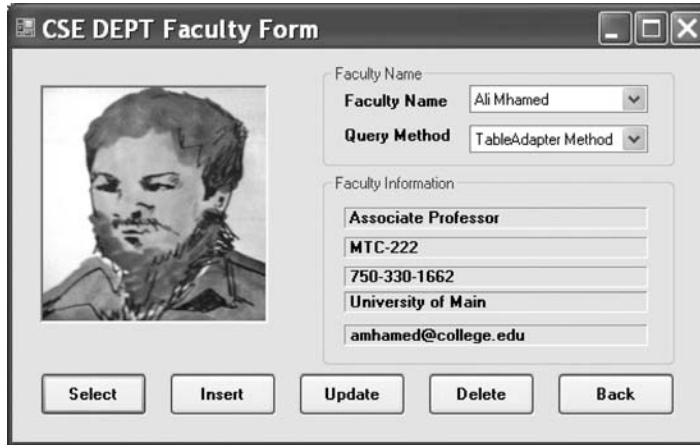 CSE DEPT Faculty Form
Faculty Name
Faculty Name Ali Mhamed
Query Method TableAdapter Method
Faculty Information
Associate Professor
MTC-222
750-330-1662
University of Main
amhamed@college.edu
Select Insert Update Delete Back